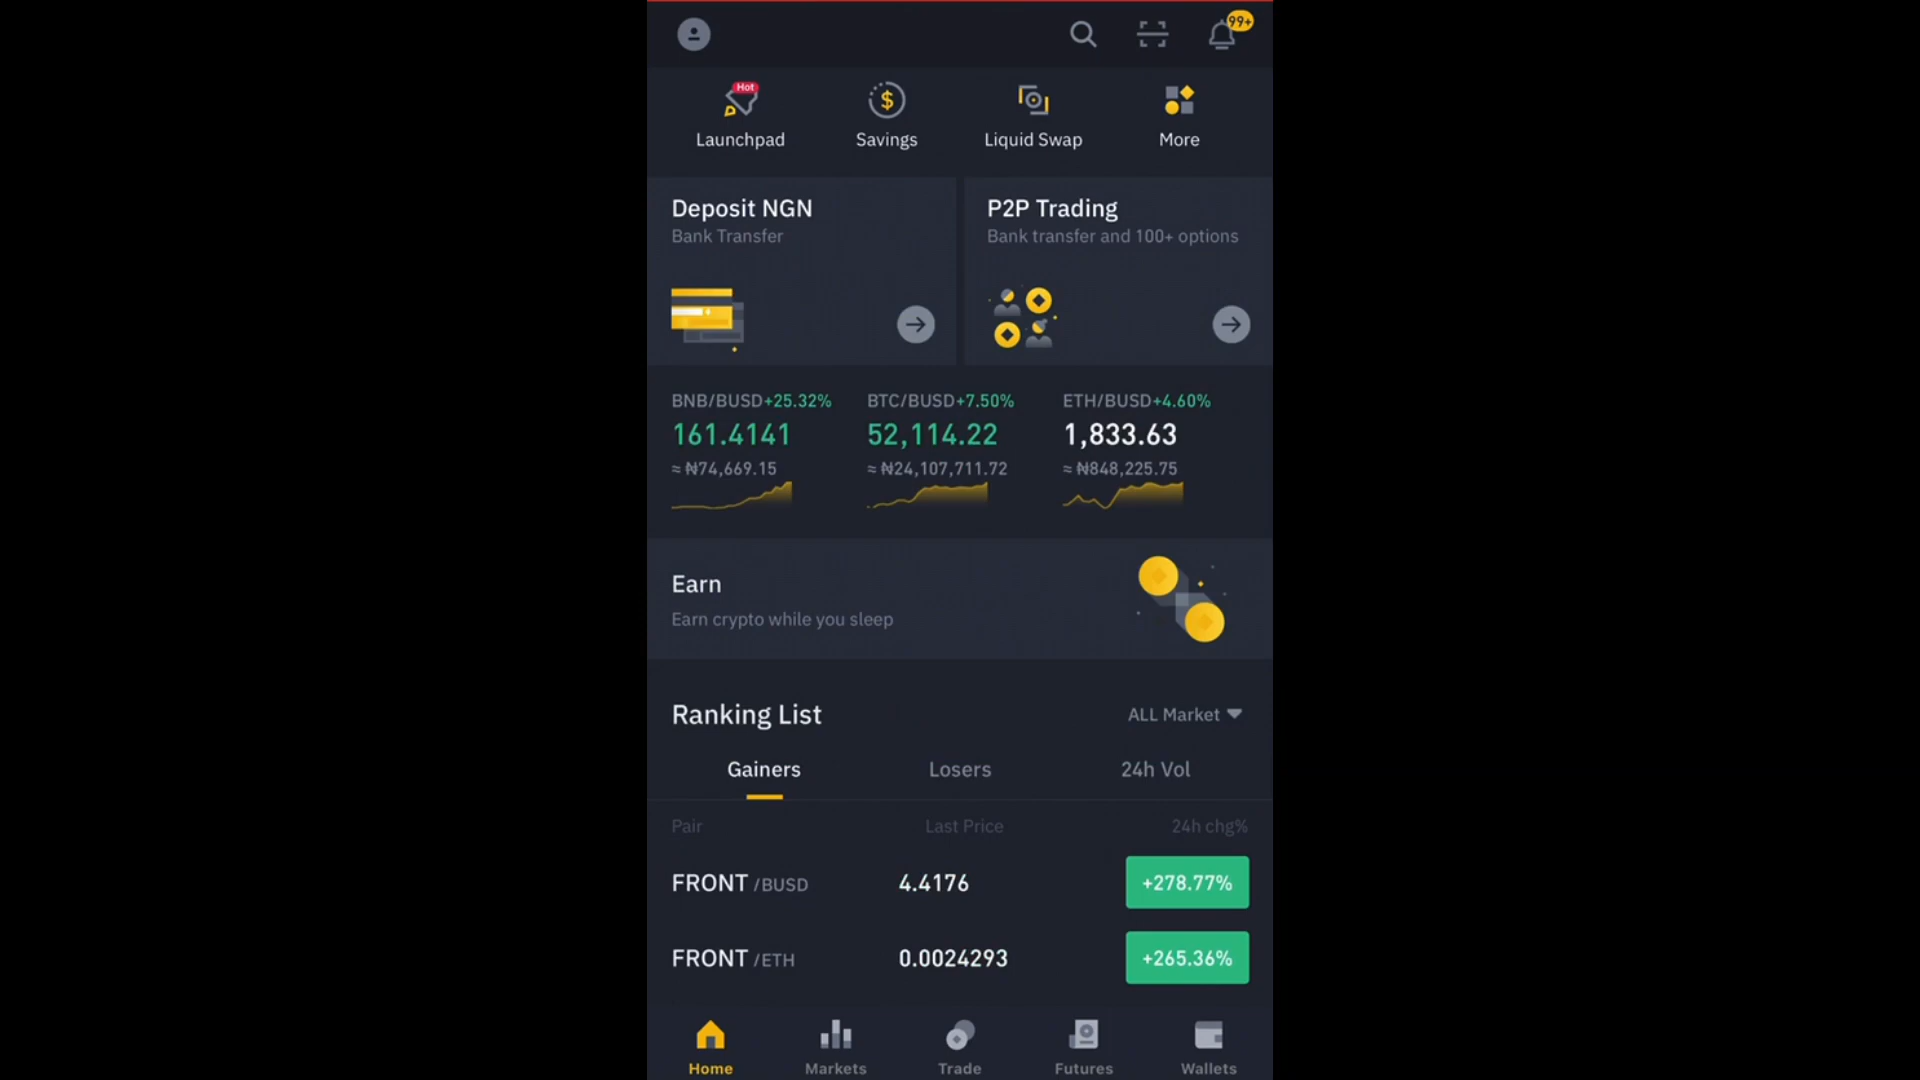 99+
Hot
Launchpad Savings Liquid Swap More
Deposit NGN
Bank Transfer
P2P Trading
Bank transfer and 100+ options
BNB/BUSD+25.32% BTC/BUSD+7.50% ETH/BUSD+4.60%
161.4141 52,114.22 1,833.63
≈ ₦74,669.15 ≈ ₦24,107,711.72 ≈ ₦848,225.75
Earn
Earn crypto while you sleep
Ranking List ALL Market
Gainers Losers 24h Vol
Pair Last Price 24h chg%
FRONT /BUSD 4.4176 +278.77%
FRONT /ETH 0.0024293 +265.36%
Home Markets Trade Futures Wallets